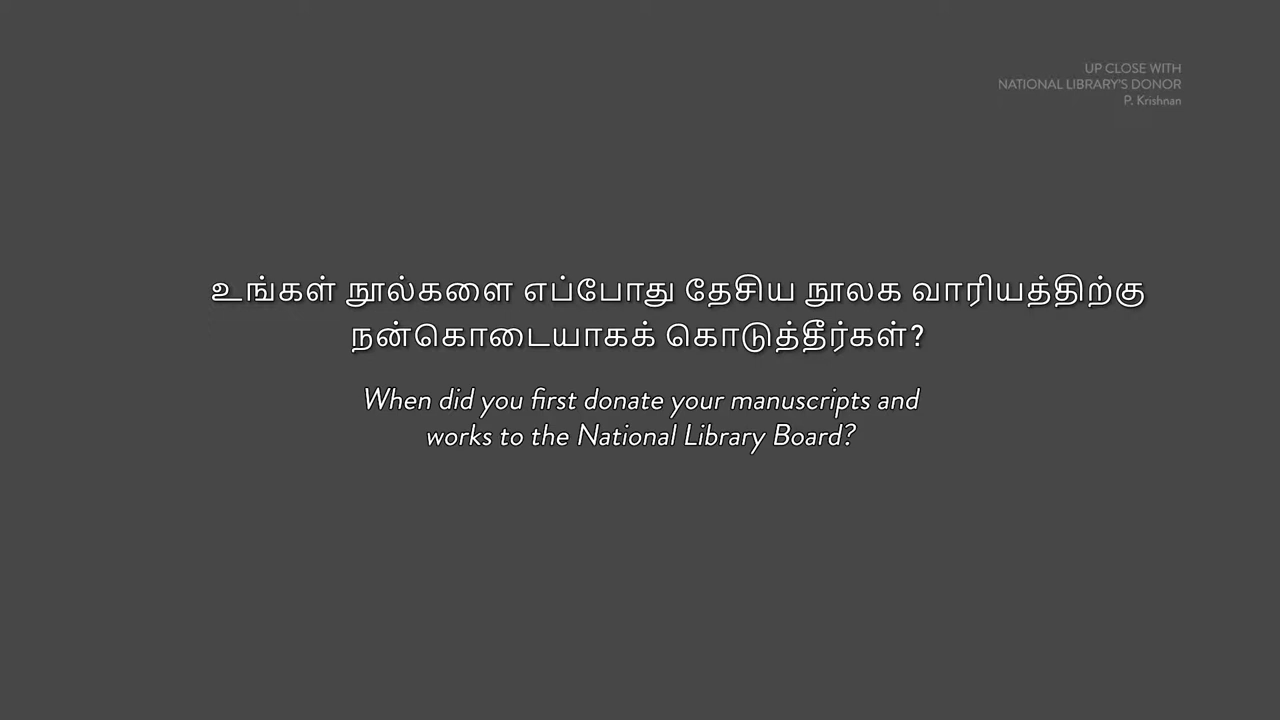 UP CLOSE WITH
NATIONAL LIBRARY'S DONOR
P. Krishnan
உங்கள் நூல்களை எப்போது தேசிய நூலக வாரியத்திற்கு
நன்கொடையாகக் கொடுத்தீர்கள்?
When did you first donate your manuscripts and
works to the National Library Board?